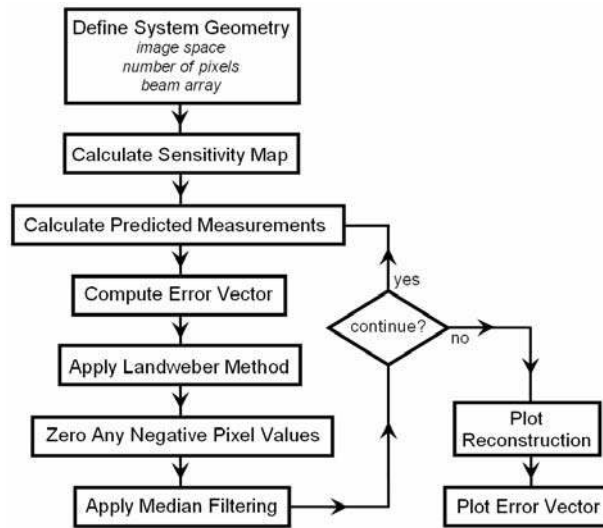 Define System Geometry
image space
number of pixels
beam array
Calculate Sensitivity Map
Calculate Predicted Measurements
Compute Error Vector
Apply Landweber Method
Zero Any Negative Pixel Values
Apply Median Filtering
yes
continue?
no
Plot
Reconstruction
Plot Error Vector